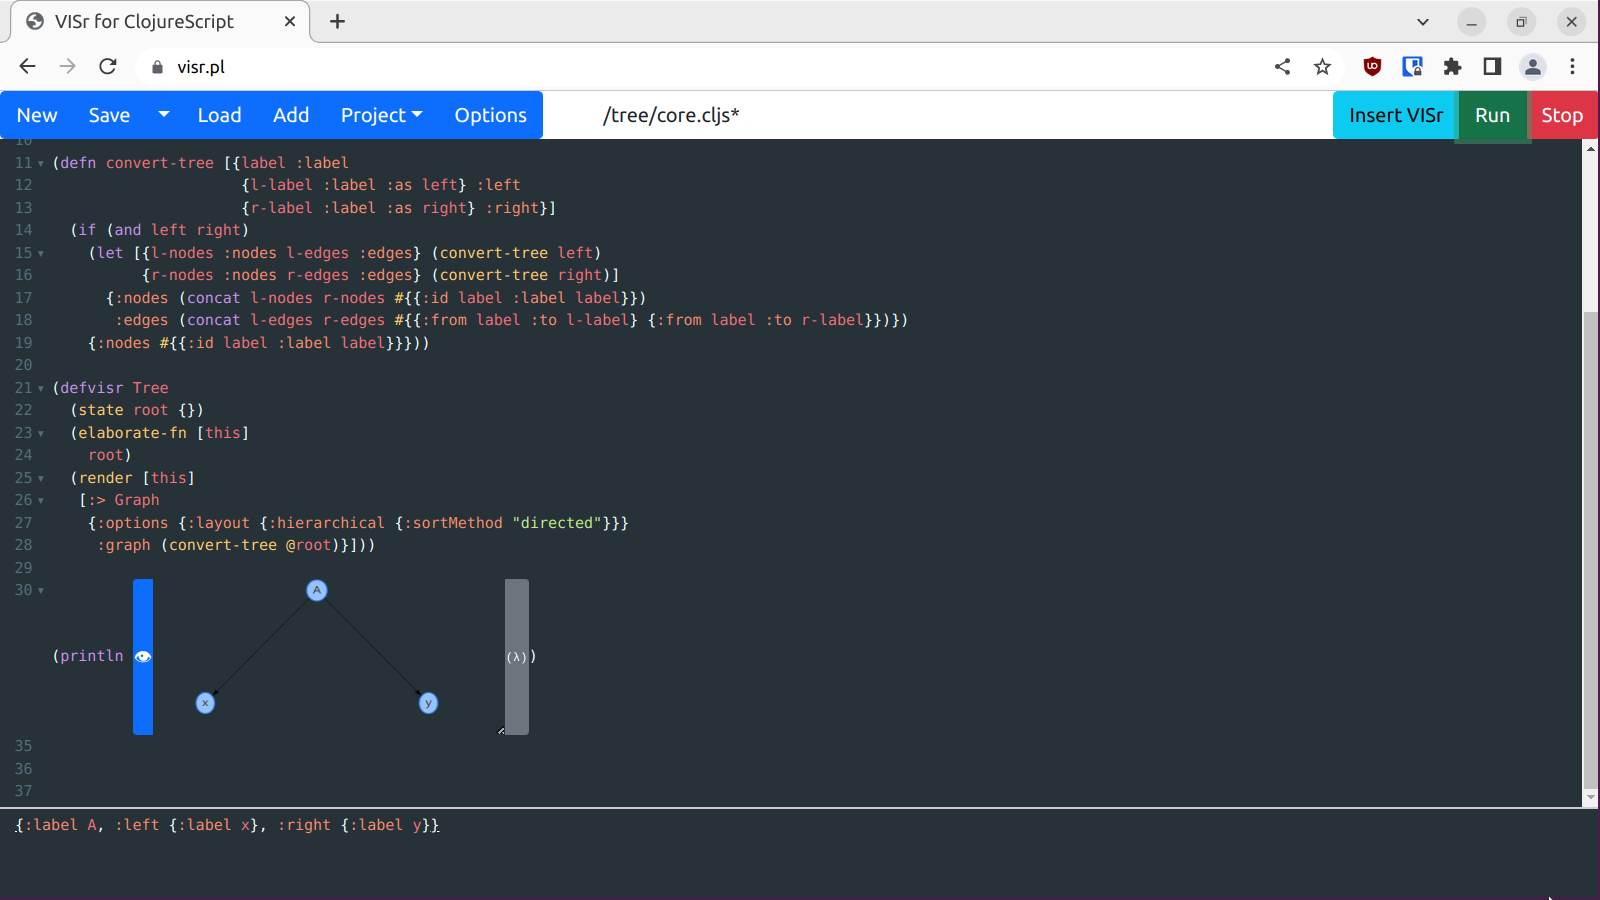 VISr for ClojureScript
visr.pl
New Save Load Add Project Options /tree/core.cljs* Insert VISr Run Stop
10
11 (defn convert-tree [{label :label
12 {l-label :label :as left} :left
13 {r-label :label :as right} :right}]
14 (if (and left right)
15 (let [{l-nodes :nodes l-edges :edges} (convert-tree left)
16 {r-nodes :nodes r-edges :edges} (convert-tree right)]
17 {:nodes (concat l-nodes r-nodes #{{:id label :label label}})
18 :edges (concat l-edges r-edges #{{:from label :to l-label} {:from label :to r-label}})})
19 {:nodes #{{:id label :label label}}}))
20
21 (defvisr Tree
22 (state root {})
23 (elaborate-fn [this]
24 root)
25 (render [this]
26 [:> Graph
27 {:options {:layout {:hierarchical {:sortMethod "directed"}}}
28 :graph (convert-tree @root)}]))
29
30
A
(println (λ))
x y
35
36
37
{:label A, :left {:label x}, :right {:label y}}